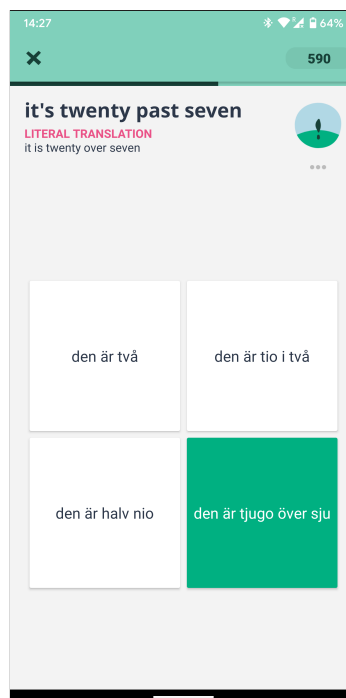 14:27
64%
590
it's twenty past seven
LITERAL TRANSLATION
it is twenty over seven
den är två
den är tio i två
den är halv nio
den är tjugo över sju